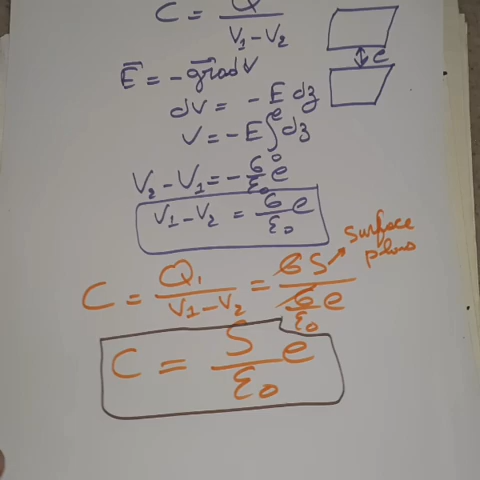 C = Q / V₁ - V₂
e
E⃗ = - grad⃗ V
dV = - E dz
V = - E ∫₀ᵉ dz
V₂ - V₁ = - σ/ε₀ e
V₁ - V₂ = σ/ε₀ e
surface
C = Q₁ / V₁ - V₂ = σS / σ/ε₀ e
C = S / ε₀ e